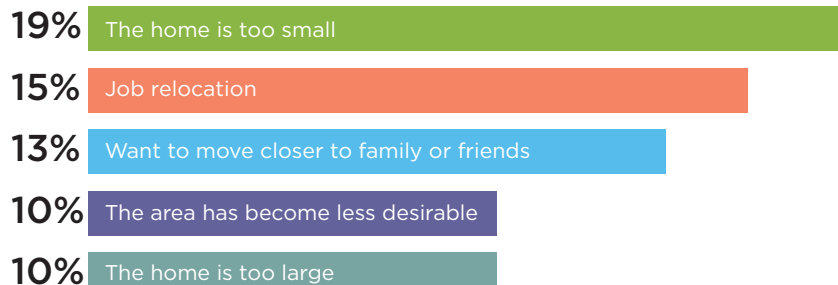 19% The home is too small
15% Job relocation
13% Want to move closer to family or friends
10% The area has become less desirable
10% The home is too large